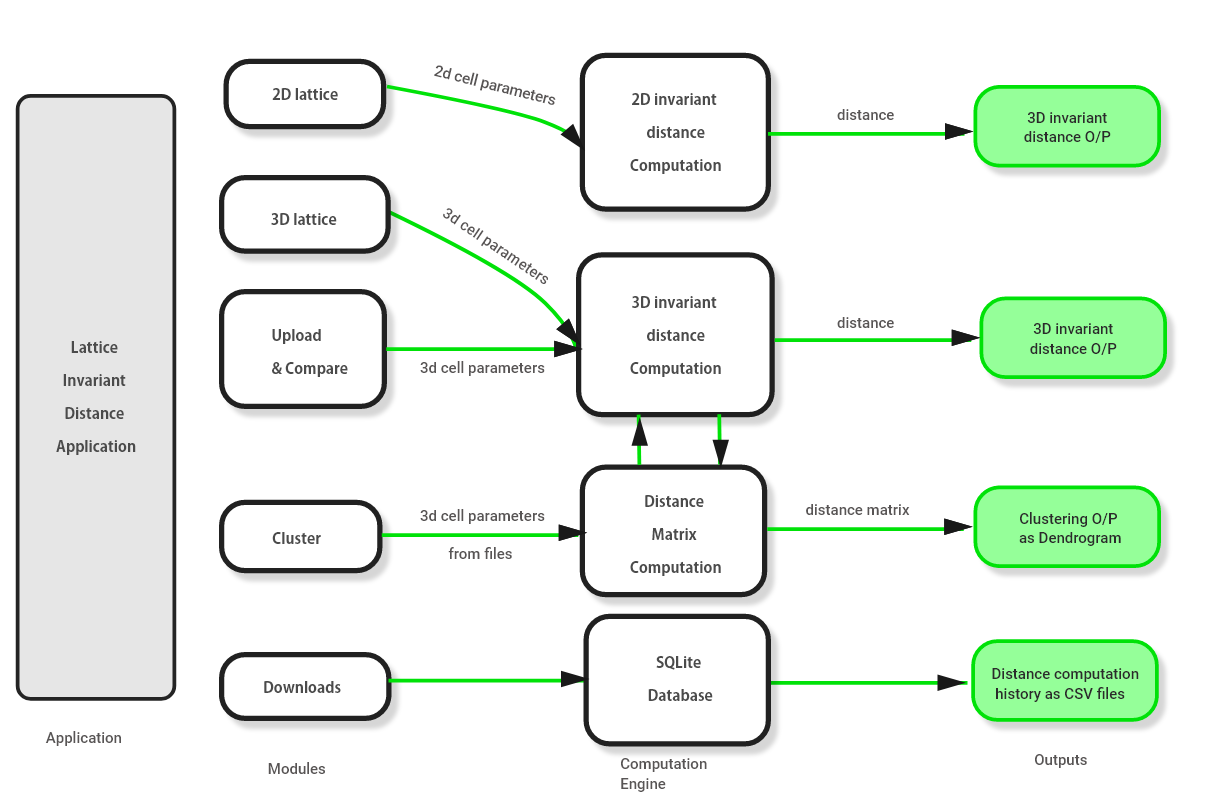 Lattice
Invariant
Distance
Application
Application
2D lattice
3D lattice
Upload
& Compare
Cluster
Downloads
Modules
2d cell parameters
3d cell parameters
3d cell parameters
3d cell parameters
from files
2D invariant
distance
Computation
3D invariant
distance
Computation
Distance
Matrix
Computation
SQLite
Database
Computation
Engine
distance
distance
distance matrix
3D invariant
distance O/P
3D invariant
distance O/P
Clustering O/P
as Dendrogram
Distance computation
history as CSV files
Outputs